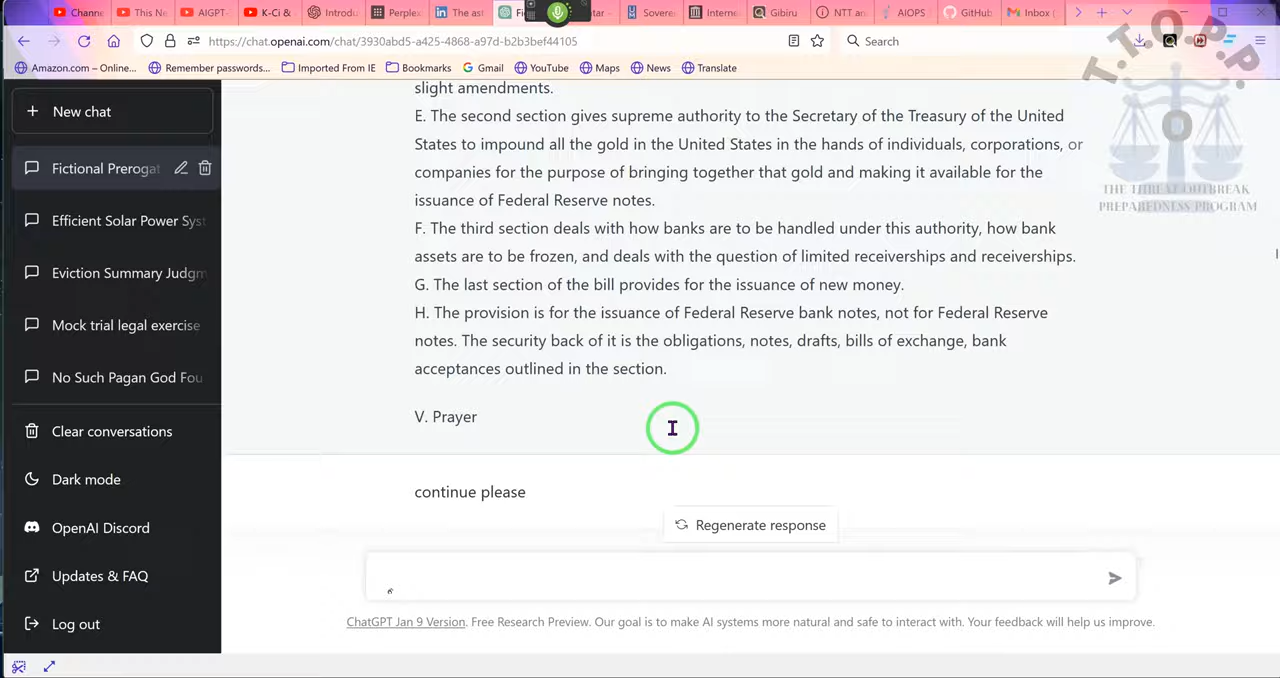 Channe
This Ne
AIGPT-
K-Ci &
Introdu
Perplex
The ast
Fi
tar -
Sovere
Interne
Gibiru
NTT an
AIOPS
GitHub
Inbox (
https://chat.openai.com/chat/3930abd5-a425-4866-a97d-b2b3bef44105
Search
Amazon.com – Online...
Remember passwords...
Imported From IE
Bookmarks
Gmail
YouTube
Maps
News
Translate
T.T.O.P.P.
THE THREAT OUTBREAK
PREPAREDNESS PROGRAM
New chat
Fictional Prerogat
Efficient Solar Power Syst
Eviction Summary Judgm
Mock trial legal exercise
No Such Pagan God Fou
Clear conversations
Dark mode
OpenAI Discord
Updates & FAQ
Log out
slight amendments.
E. The second section gives supreme authority to the Secretary of the Treasury of the United
States to impound all the gold in the United States in the hands of individuals, corporations, or
companies for the purpose of bringing together that gold and making it available for the
issuance of Federal Reserve notes.
F. The third section deals with how banks are to be handled under this authority, how bank
assets are to be frozen, and deals with the question of limited receiverships and receiverships.
G. The last section of the bill provides for the issuance of new money.
H. The provision is for the issuance of Federal Reserve bank notes, not for Federal Reserve
notes. The security back of it is the obligations, notes, drafts, bills of exchange, bank
acceptances outlined in the section.
V. Prayer
continue please
Regenerate response
ChatGPT Jan 9 Version. Free Research Preview. Our goal is to make AI systems more natural and safe to interact with. Your feedback will help us improve.